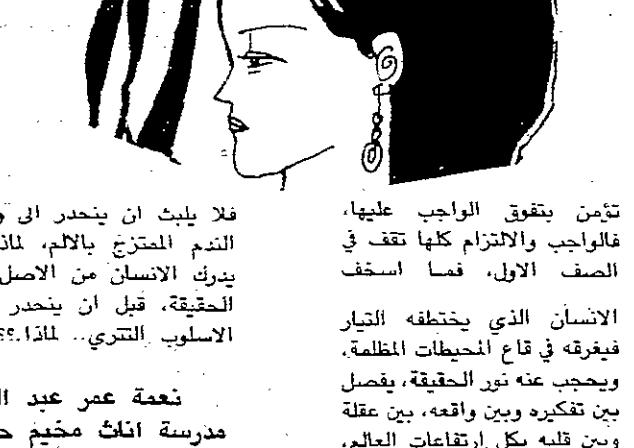 تؤمن بتفوق الواجب عليها،
فالواجب والالتزام كلها تقف في
الصف الاول، فما اسخف
الانسان الذي يختطفه التيار
فيغرقه في قاع المحيطات المظلمة،
ويحجب عنه نور الحقيقة، يفصل
بين تفكيره وبين واقعه، بين عقلة
وبين قلبه بكل ارتفاعات العالم،
فلا يلبث ان ينحدر الى
الندم الممتزج بالالم،
يدرك الانسان من الاصل
الحقيقة، قبل ان ينحدر
الاسلوب التتري.. لماذا.؟؟
نعمة عمر عبد
مدرسة اناث مخيم